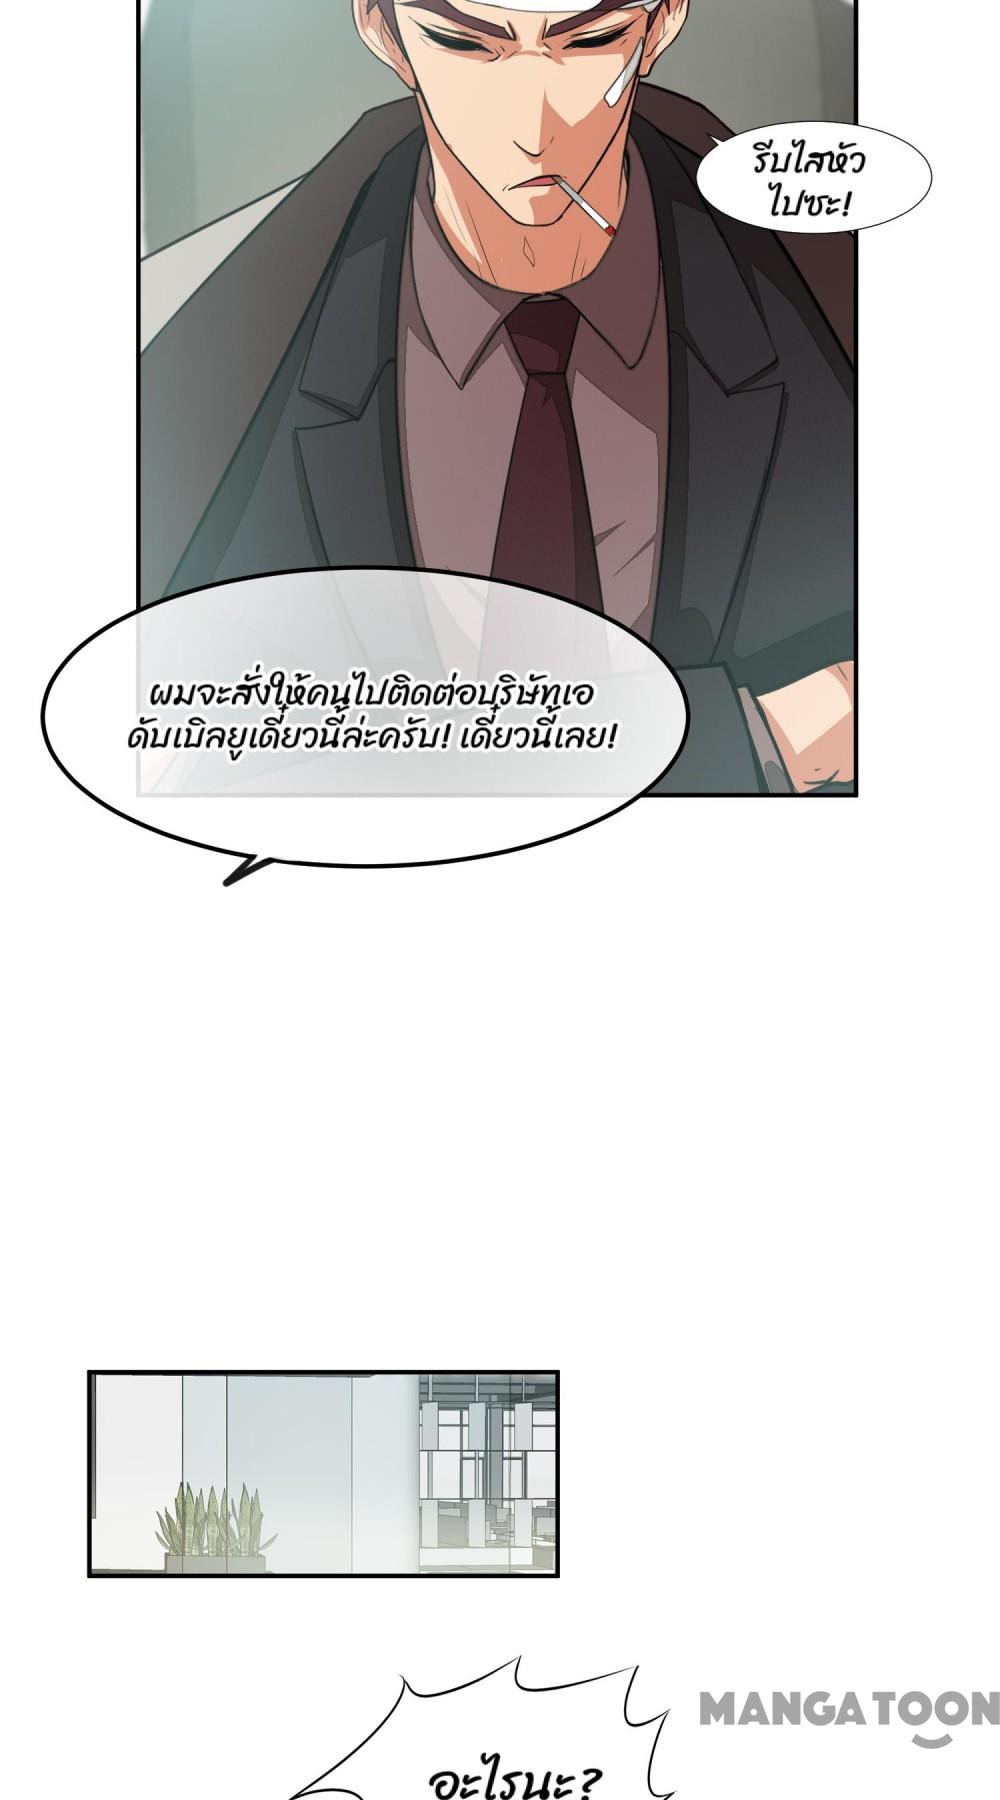 รีบไสหัว
ไปซะ!
ผมจะสั่งให้คนไปติดต่อบริษัทเอ
ดับเบิลยูเดี๋ยวนี้ล่ะครับ! เดี๋ยวนี้เลย!
MANGATOON
อะไรนะ?